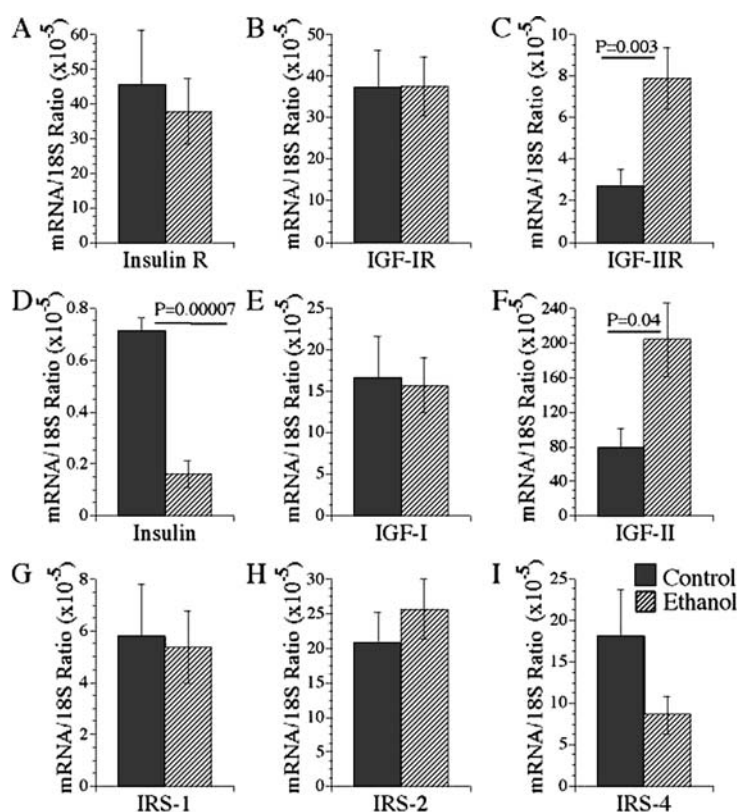 A
mRNA/18S Ratio (x10⁻⁵)
60
50
40
30
20
10
0
Insulin R
B
mRNA/18S Ratio (x10⁻⁵)
50
40
30
20
10
0
IGF-IR
C
mRNA/18S Ratio (x10⁻⁵)
P=0.003
10
8
6
4
2
0
IGF-IIR
D
mRNA/18S Ratio (x10⁻⁵)
P=0.00007
0.8
0.6
0.4
0.2
0
Insulin
E
mRNA/18S Ratio (x10⁻⁵)
25
20
15
10
5
0
IGF-I
F
mRNA/18S Ratio (x10⁻⁵)
P=0.04
240
200
160
120
80
40
0
IGF-II
G
mRNA/18S Ratio (x10⁻⁵)
8
6
4
2
0
IRS-1
H
mRNA/18S Ratio (x10⁻⁵)
30
25
20
15
10
5
0
IRS-2
I
mRNA/18S Ratio (x10⁻⁵)
Control
Ethanol
25
20
15
10
5
0
IRS-4